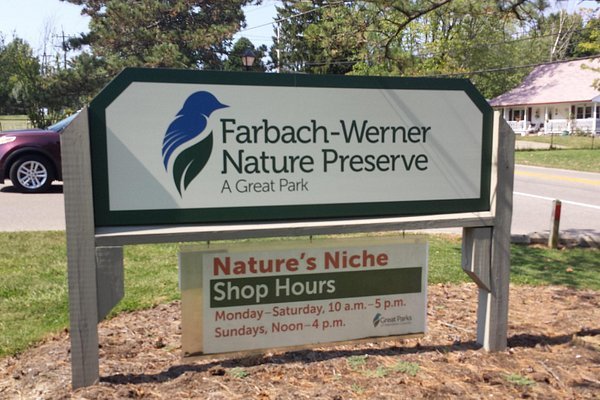 Farbach-Werner
Nature Preserve
A Great Park
Nature's Niche
Shop Hours
Monday–Saturday, 10 a.m.–5 p.m.
Sundays, Noon–4 p.m.
Great Parks